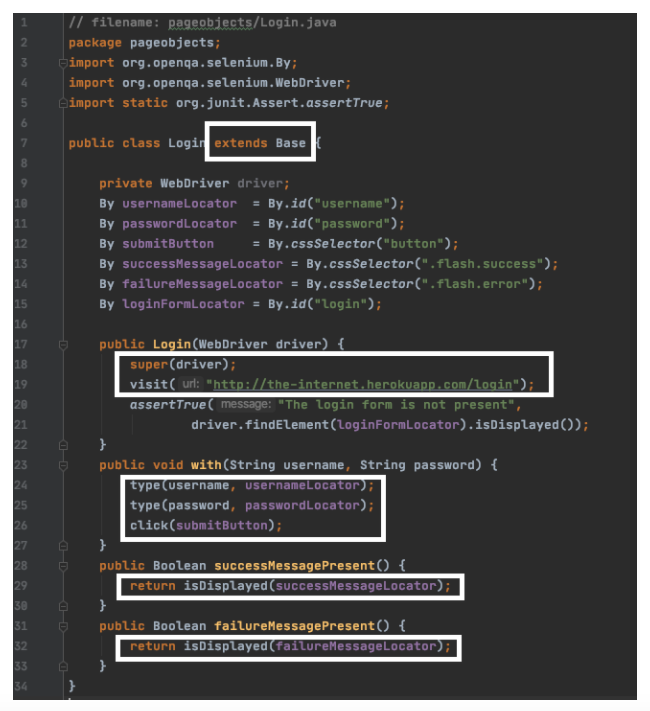 1 // filename: pageobjects/Login.java
2 package pageobjects;
3 import org.openqa.selenium.By;
4 import org.openqa.selenium.WebDriver;
5 import static org.junit.Assert.assertTrue;
6
7 public class Login extends Base {
8
9 private WebDriver driver;
10 By usernameLocator = By.id("username");
11 By passwordLocator = By.id("password");
12 By submitButton = By.cssSelector("button");
13 By successMessageLocator = By.cssSelector(".flash.success");
14 By failureMessageLocator = By.cssSelector(".flash.error");
15 By loginFormLocator = By.id("login");
16
17 public Login(WebDriver driver) {
18 super(driver);
19 visit( url: "http://the-internet.herokuapp.com/login");
20 assertTrue( message: "The login form is not present",
21 driver.findElement(loginFormLocator).isDisplayed());
22 }
23 public void with(String username, String password) {
24 type(username, usernameLocator);
25 type(password, passwordLocator);
26 click(submitButton);
27 }
28 public Boolean successMessagePresent() {
29 return isDisplayed(successMessageLocator);
30 }
31 public Boolean failureMessagePresent() {
32 return isDisplayed(failureMessageLocator);
33 }
34 }